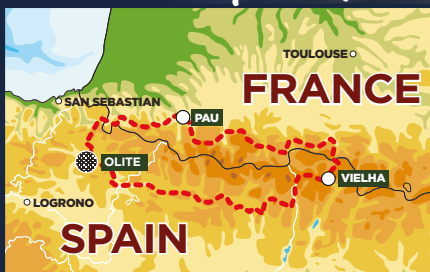 TOULOUSE
FRANCE
SAN SEBASTIAN
PAU
OLITE
VIELHA
LOGRONO
SPAIN